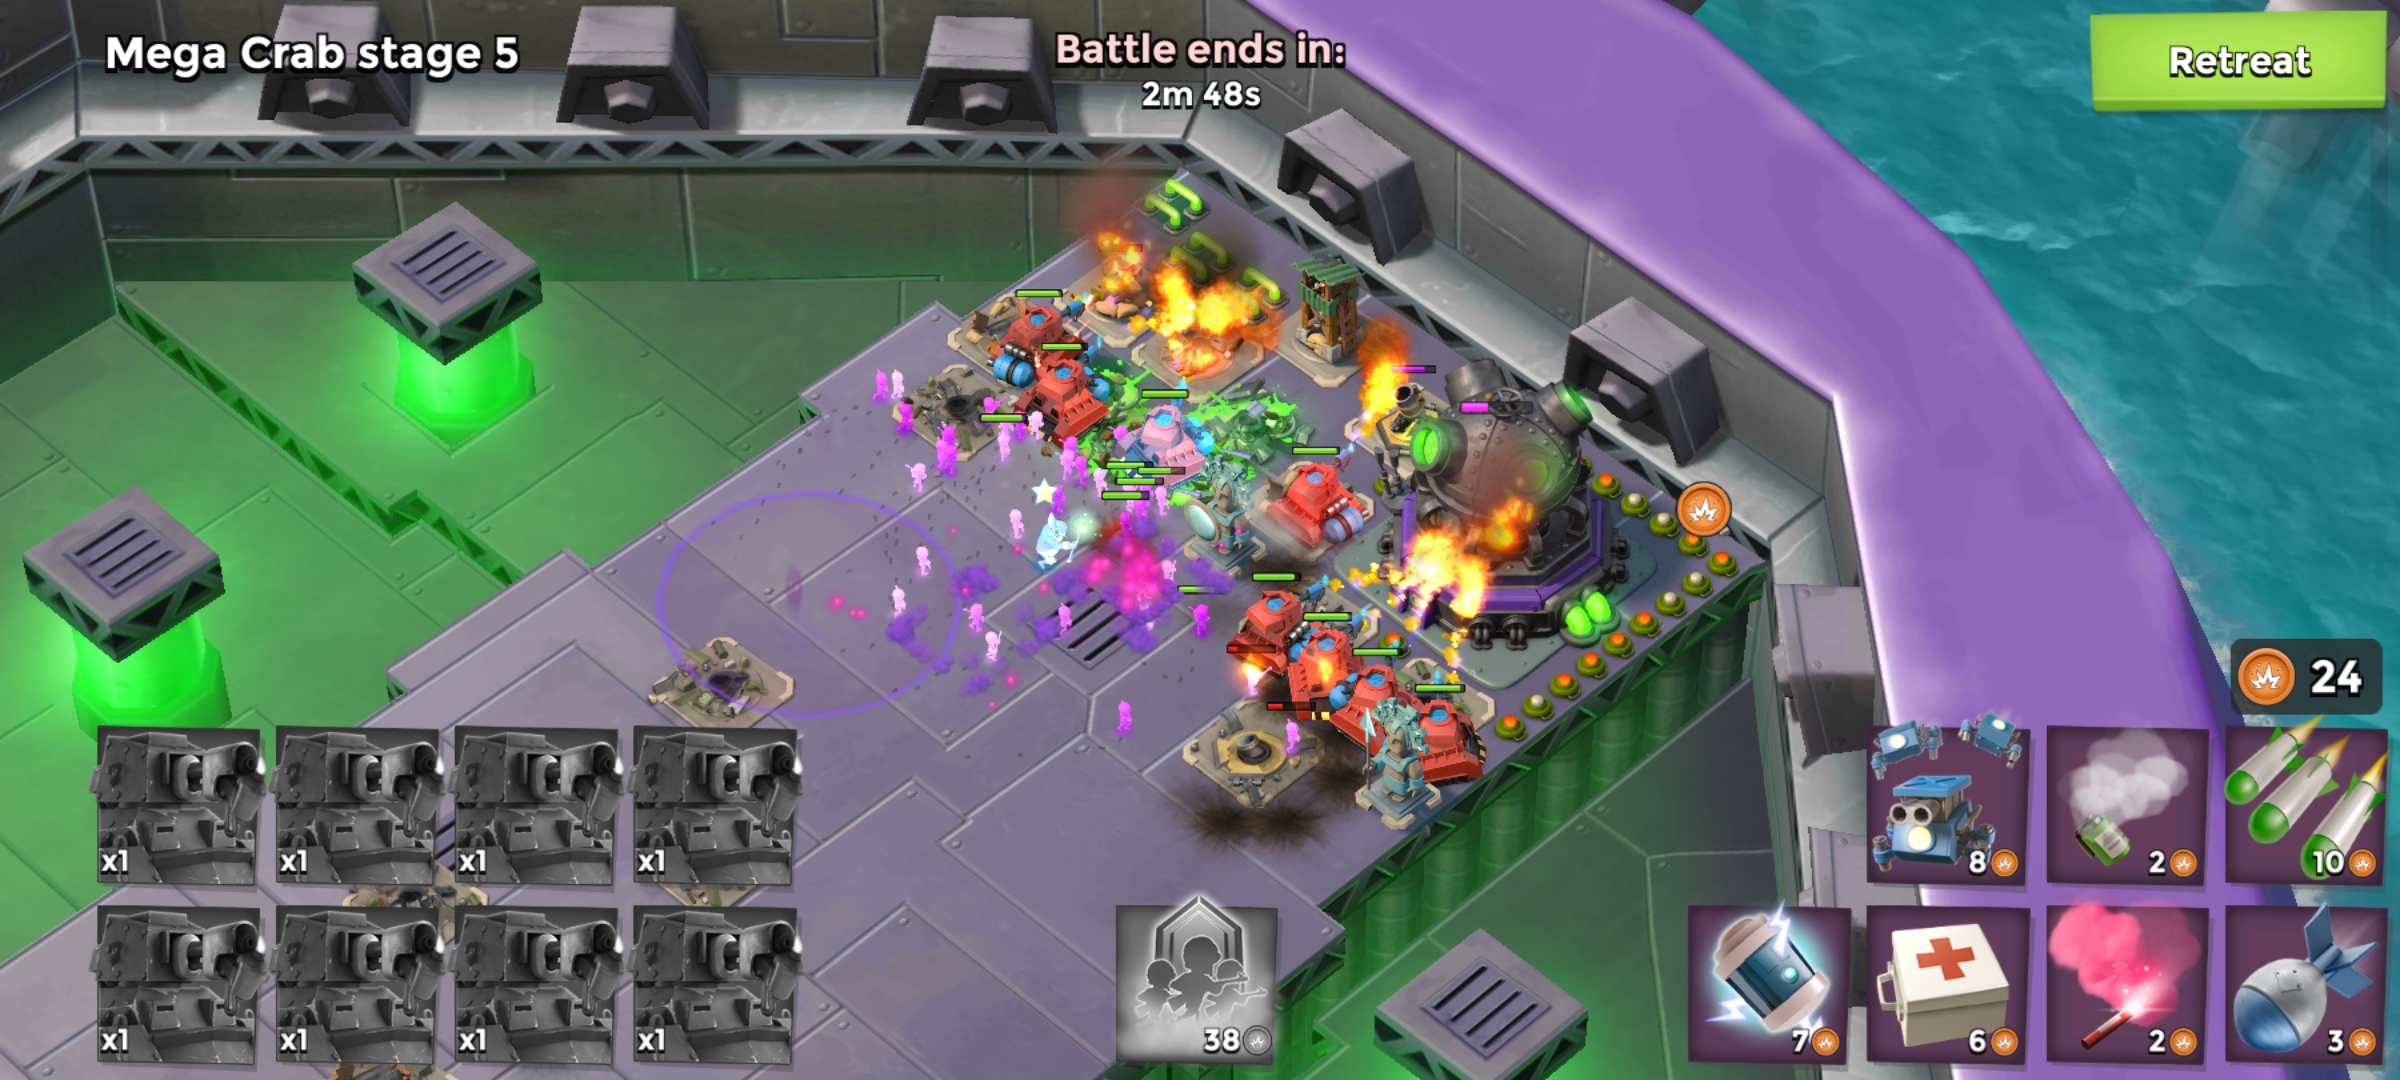 Mega Crab stage 5
Battle ends in:
2m 48s
Retreat
24
8
2
10
x1
x1
x1
x1
x1
x1
x1
x1
38
7
6
2
3